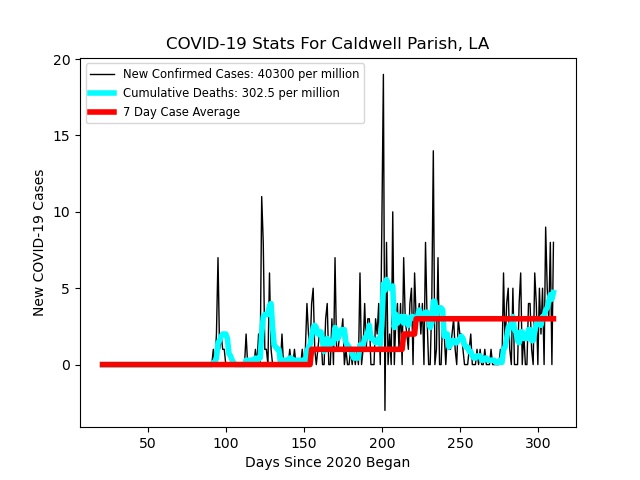 COVID-19 Stats For Caldwell Parish, LA
New Confirmed Cases: 40300 per million
Cumulative Deaths: 302.5 per million
7 Day Case Average
20
15
10
5
0
New COVID-19 Cases
50 100 150 200 250 300
Days Since 2020 Began